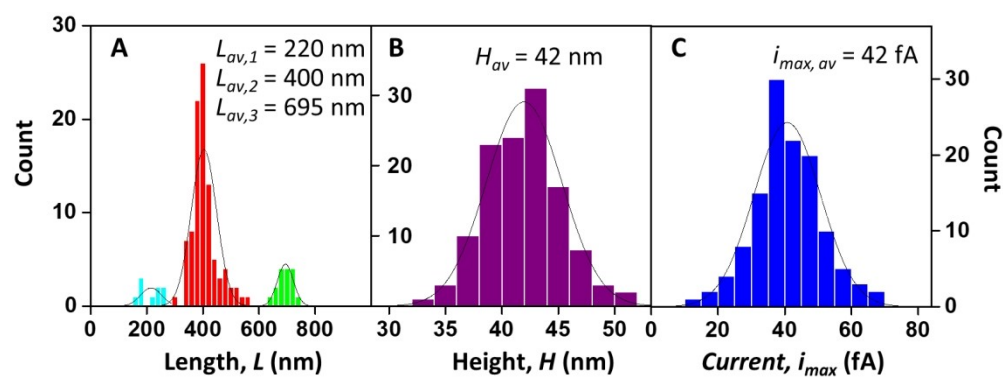 A
L_av,1 = 220 nm
L_av,2 = 400 nm
L_av,3 = 695 nm
Count
30
20
10
0
0 200 400 600 800
Length, L (nm)
B
H_av = 42 nm
30
20
10
30 35 40 45 50
Height, H (nm)
C
i_max, av = 42 fA
30
20
10
0
Count
0 20 40 60 80
Current, i_max (fA)